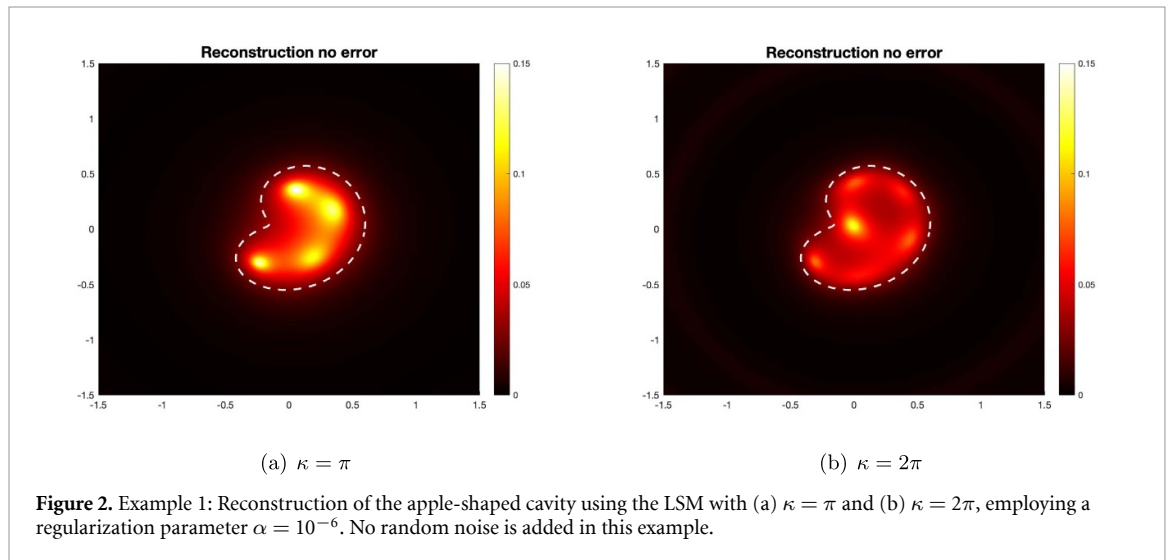 Reconstruction no error
1.5
1
0.5
0
-0.5
-1
-1.5
-1.5 -1 -0.5 0 0.5 1 1.5
0.15
0.1
0.05
0
(a) κ = π
Reconstruction no error
1.5
1
0.5
0
-0.5
-1
-1.5
-1.5 -1 -0.5 0 0.5 1 1.5
0.15
0.1
0.05
0
(b) κ = 2π
Figure 2. Example 1: Reconstruction of the apple-shaped cavity using the LSM with (a) κ = π and (b) κ = 2π, employing a
regularization parameter α = 10⁻⁶. No random noise is added in this example.